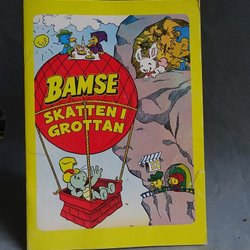 BAMSE
SKATTEN I
GROTTAN